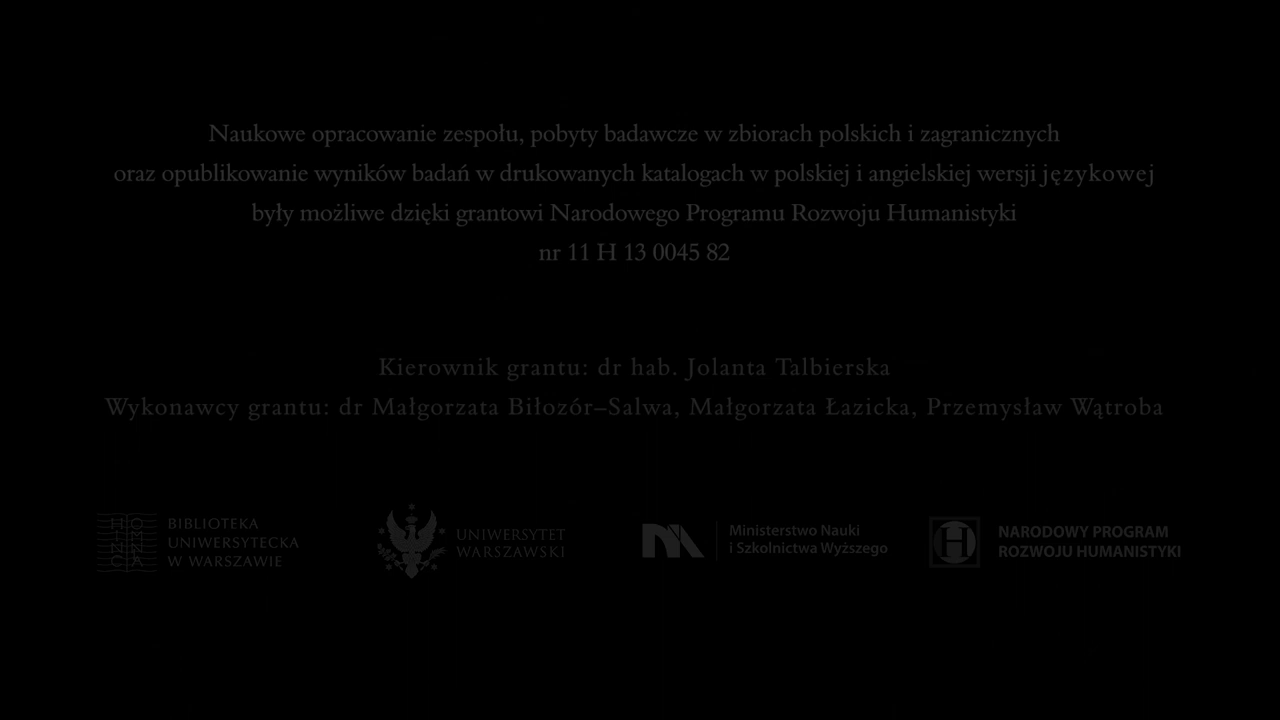 Naukowe opracowanie zespołu, pobyty badawcze w zbiorach polskich i zagranicznych
oraz opublikowanie wyników badań w drukowanych katalogach w polskiej i angielskiej wersji językowej
były możliwe dzięki grantowi Narodowego Programu Rozwoju Humanistyki
nr 11 H 13 0045 82
Kierownik grantu: dr hab. Jolanta Talbierska
Wykonawcy grantu: dr Małgorzata Biłozór–Salwa, Małgorzata Łazicka, Przemysław Wątroba
HINC OMNIA
BIBLIOTEKA
UNIWERSYTECKA
W WARSZAWIE
UNIWERSYTET
WARSZAWSKI
Ministerstwo Nauki
i Szkolnictwa Wyższego
H
NARODOWY PROGRAM
ROZWOJU HUMANISTYKI